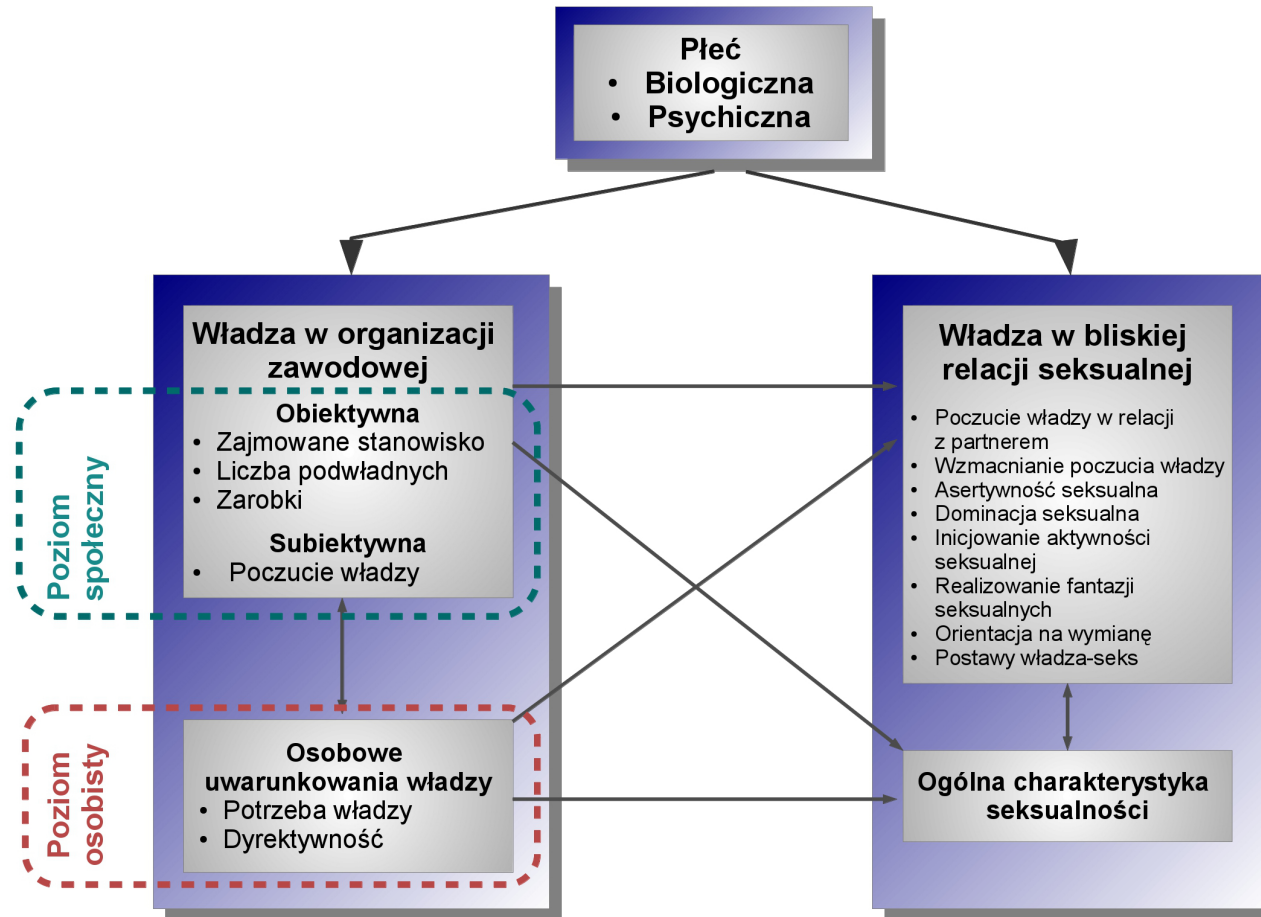 Płeć
• Biologiczna
• Psychiczna
Władza w organizacji
zawodowej
Obiektywna
• Zajmowane stanowisko
• Liczba podwładnych
• Zarobki
Subiektywna
• Poczucie władzy
Poziom
społeczny
Osobowe
uwarunkowania władzy
• Potrzeba władzy
• Dyrektywność
Poziom
osobisty
Władza w bliskiej
relacji seksualnej
• Poczucie władzy w relacji
z partnerem
• Wzmacnianie poczucia władzy
• Asertywność seksualna
• Dominacja seksualna
• Inicjowanie aktywności
seksualnej
• Realizowanie fantazji
seksualnych
• Orientacja na wymianę
• Postawy władza-seks
Ogólna charakterystyka
seksualności